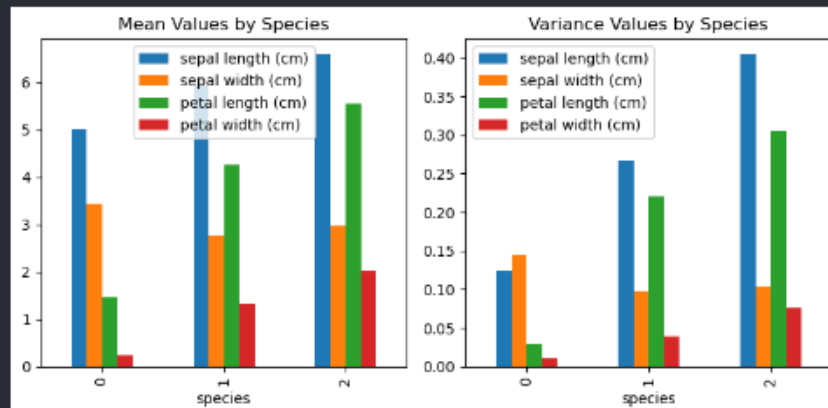 Mean Values by Species
sepal length (cm)
sepal width (cm)
petal length (cm)
petal width (cm)
6
5
4
3
2
1
0
0
1
2
species
Variance Values by Species
sepal length (cm)
sepal width (cm)
petal length (cm)
petal width (cm)
0.40
0.35
0.30
0.25
0.20
0.15
0.10
0.05
0.00
0
1
2
species